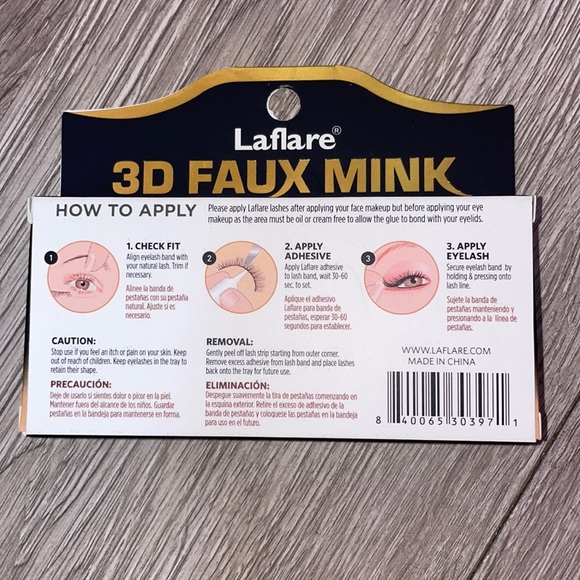 Laflare®
3D FAUX MINK
HOW TO APPLY
Please apply Laflare lashes after applying your face makeup but before applying your eye
makeup as the area must be oil or cream free to allow the glue to bond with your eyelids.
1
1. CHECK FIT
Align eyelash band with
your natural lash. Trim if
necessary.
Alinee la banda de
pestañas con su pestaña
natural. Ajuste si es
necesario.
2
2. APPLY
ADHESIVE
Apply Laflare adhesive
to lash band, wait 30-60
sec. to set.
Aplique el adhesivo
Laflare para banda de
pestañas, esperar 30-60
segundos para establecer.
3
3. APPLY
EYELASH
Secure eyelash band by
holding & pressing onto
lash line.
Sujete la banda de
pestañas manteniendo y
presionando a la línea de
pestañas.
CAUTION:
Stop use if you feel an itch or pain on your skin. Keep
out of reach of children. Keep eyelashes in the tray to
retain their shape.
PRECAUCIÓN:
Deje de usarlo si sientes dolor o picor en la piel.
Mantener fuera del alcance de los niños. Guardar
pestañas en la bandeja para mantenerse en forma.
REMOVAL:
Gently peel off lash strip starting from outer corner.
Remove excess adhesive from lash band and place lashes
back onto the tray for future use.
ELIMINACIÓN:
Despegue suavemente la tira de pestañas comenzando en
la esquina exterior. Retire el exceso de adhesivo de la
banda de pestañas y coloquese las pestañas en la bandeja
para uso en el futuro.
WWW.LAFLARE.COM
MADE IN CHINA
8 40065 30397 1